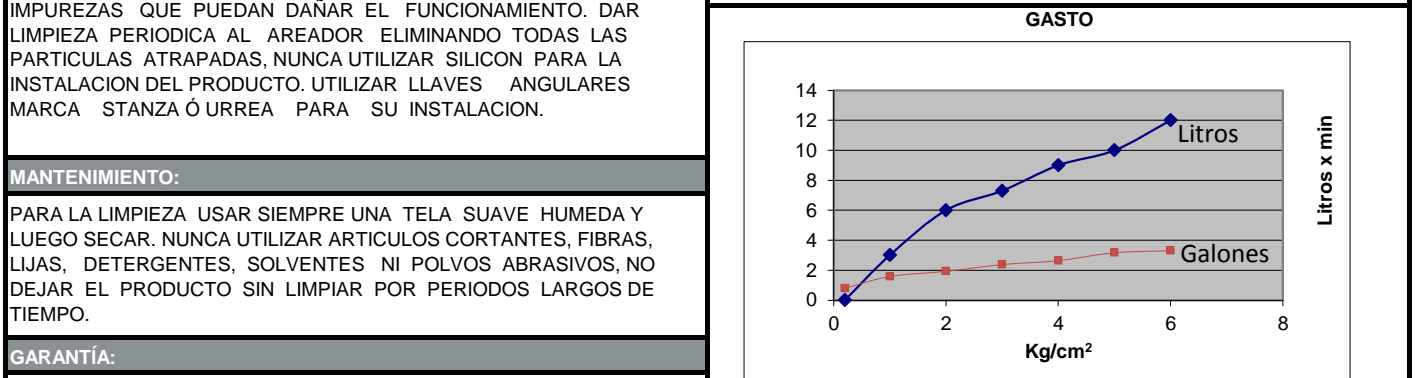 IMPUREZAS QUE PUEDAN DAÑAR EL FUNCIONAMIENTO. DAR
LIMPIEZA PERIODICA AL AREADOR ELIMINANDO TODAS LAS
PARTICULAS ATRAPADAS, NUNCA UTILIZAR SILICON PARA LA
INSTALACION DEL PRODUCTO. UTILIZAR LLAVES ANGULARES
MARCA STANZA Ó URREA PARA SU INSTALACION.
MANTENIMIENTO:
PARA LA LIMPIEZA USAR SIEMPRE UNA TELA SUAVE HUMEDA Y
LUEGO SECAR. NUNCA UTILIZAR ARTICULOS CORTANTES, FIBRAS,
LIJAS, DETERGENTES, SOLVENTES NI POLVOS ABRASIVOS, NO
DEJAR EL PRODUCTO SIN LIMPIAR POR PERIODOS LARGOS DE
TIEMPO.
GARANTÍA:
GASTO
14
12
10
8
6
4
2
0
Litros
Galones
0 2 4 6 8
Kg/cm²
Litros x min